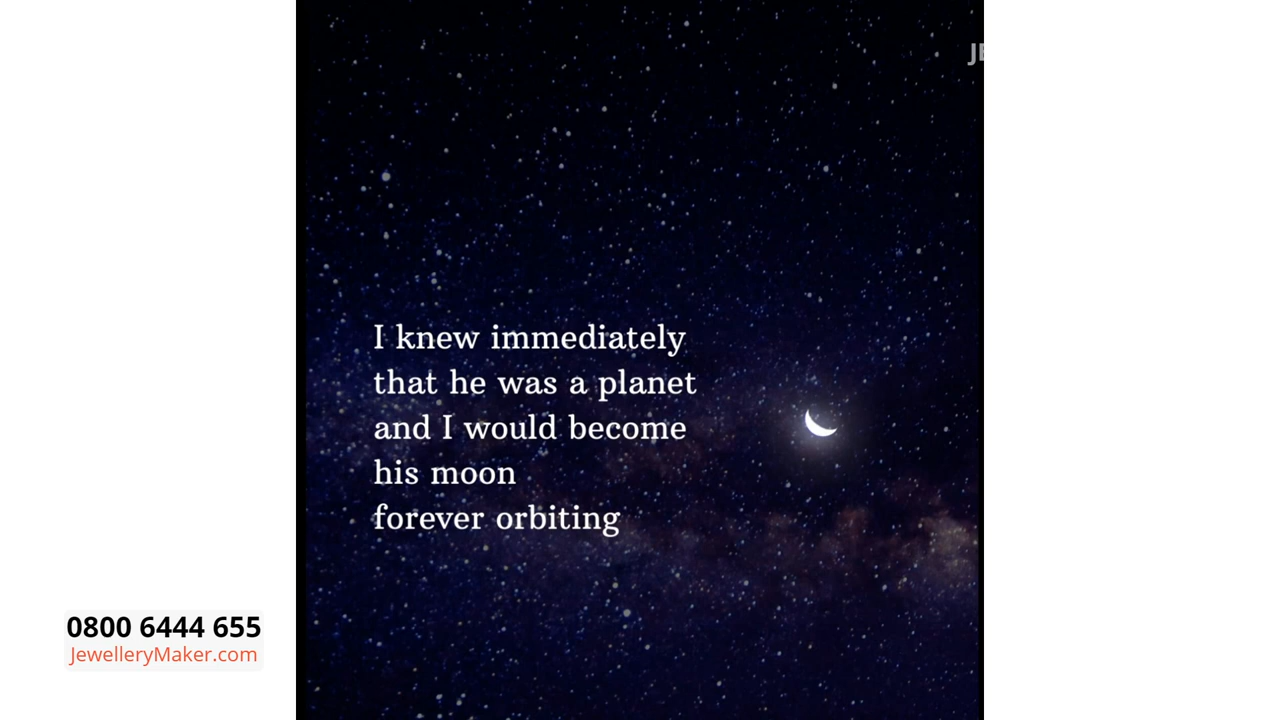 I knew immediately
that he was a planet
and I would become
his moon
forever orbiting
0800 6444 655
JewelleryMaker.com